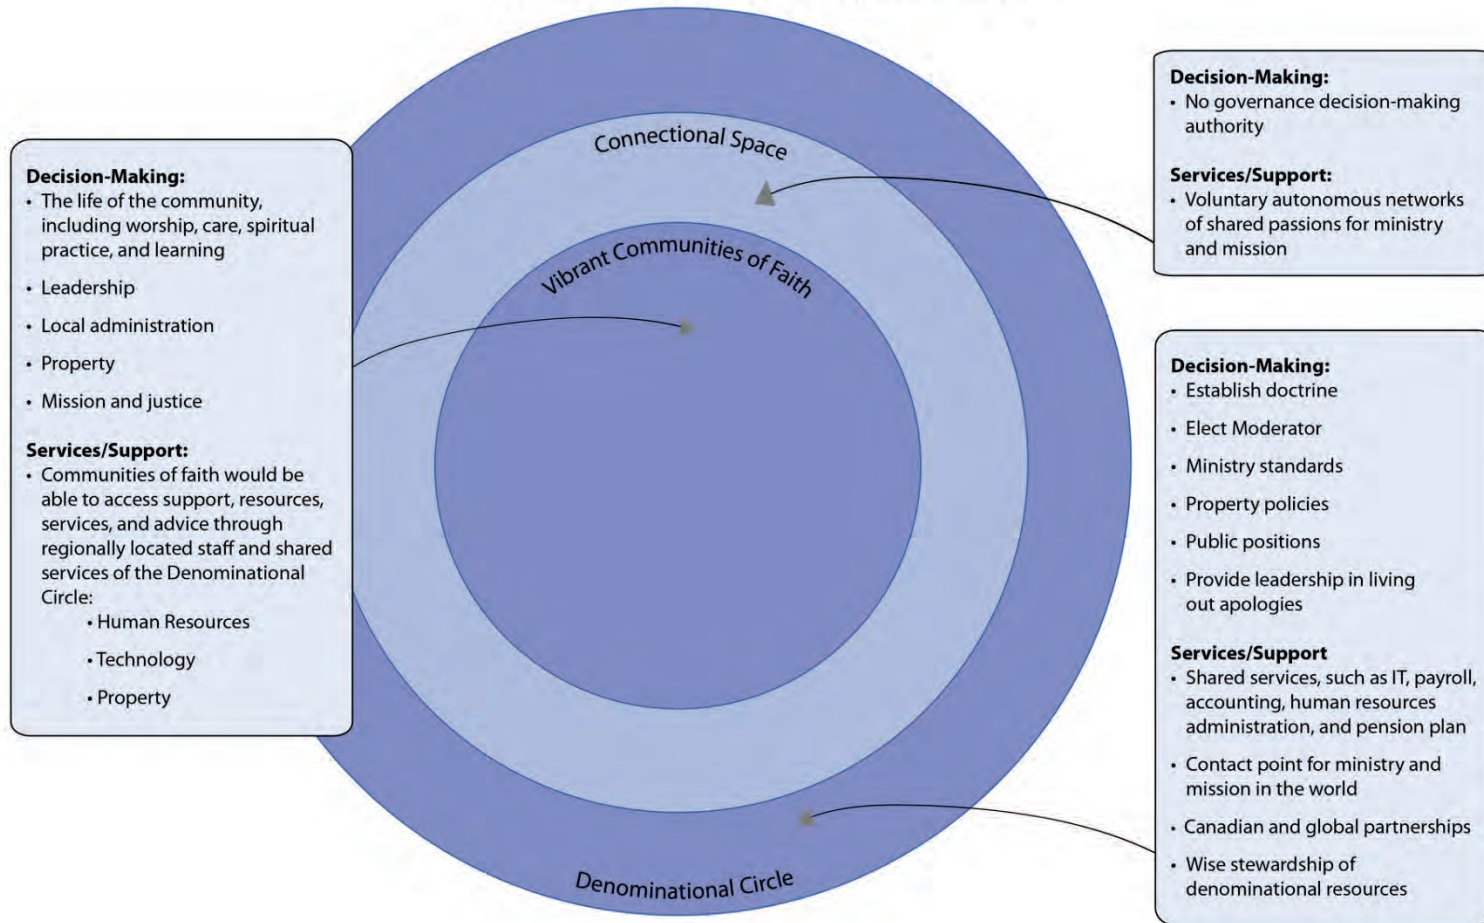 Connectional Space
Vibrant Communities of Faith
Denominational Circle
Decision-Making:
• The life of the community,
including worship, care, spiritual
practice, and learning
• Leadership
• Local administration
• Property
• Mission and justice
Services/Support:
• Communities of faith would be
able to access support, resources,
services, and advice through
regionally located staff and shared
services of the Denominational
Circle:
• Human Resources
• Technology
• Property
Decision-Making:
• No governance decision-making
authority
Services/Support:
• Voluntary autonomous networks
of shared passions for ministry
and mission
Decision-Making:
• Establish doctrine
• Elect Moderator
• Ministry standards
• Property policies
• Public positions
• Provide leadership in living
out apologies
Services/Support
• Shared services, such as IT, payroll,
accounting, human resources
administration, and pension plan
• Contact point for ministry and
mission in the world
• Canadian and global partnerships
• Wise stewardship of
denominational resources